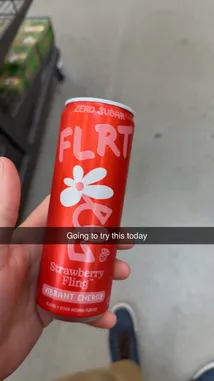 ZERO SUGAR
FLRT
Going to try this today
Strawberry
Fling
VIBRANT ENERGY